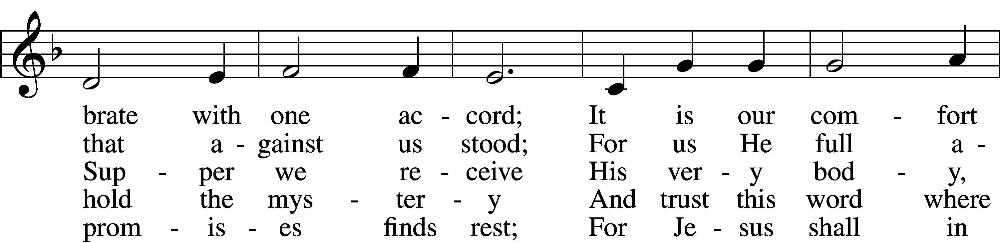 brate with one ac - cord; It is our com - fort
that a - gainst us stood; For us He full a -
Sup - per we re - ceive His ver - y bod - y,
hold the mys - ter - y And trust this word where
prom - is - es finds rest; For Je - sus shall in